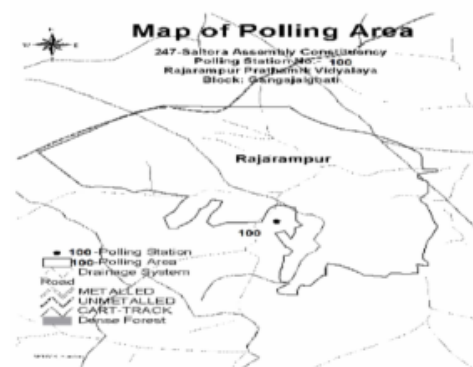 Map of Polling Area
247-Saltora Assembly Constituency
Polling Station No.- 100
Rajarampur Prathamik Vidyalaya
Block: Gangajalghati
N
W E
S
Rajarampur
100
100-Polling Station
100-Polling Area
Drainage System
Road
METALLED
UNMETALLED
CART-TRACK
Dense Forest